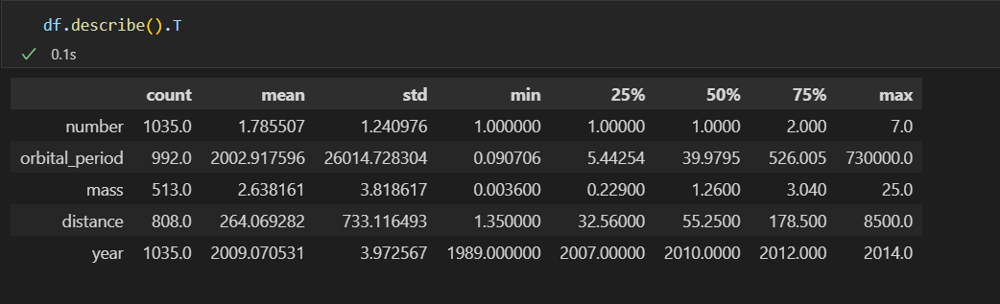 df.describe().T
✓ 0.1s
count mean std min 25% 50% 75% max
number 1035.0 1.785507 1.240976 1.000000 1.00000 1.0000 2.000 7.0
orbital_period 992.0 2002.917596 26014.728304 0.090706 5.44254 39.9795 526.005 730000.0
mass 513.0 2.638161 3.818617 0.003600 0.22900 1.2600 3.040 25.0
distance 808.0 264.069282 733.116493 1.350000 32.56000 55.2500 178.500 8500.0
year 1035.0 2009.070531 3.972567 1989.000000 2007.00000 2010.0000 2012.000 2014.0